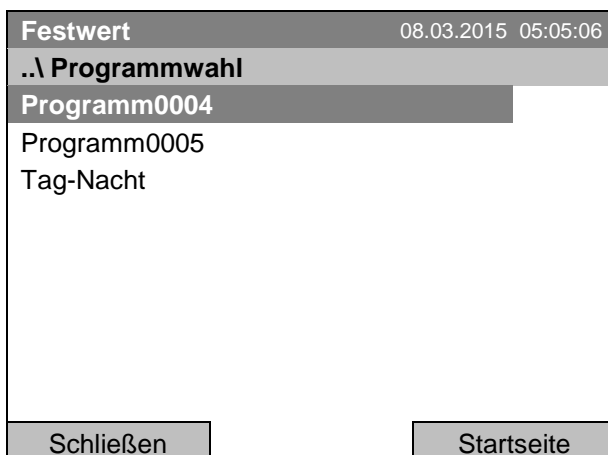 Festwert 08.03.2015 05:05:06
..\ Programmwahl
Programm0004
Programm0005
Tag-Nacht
Schließen Startseite